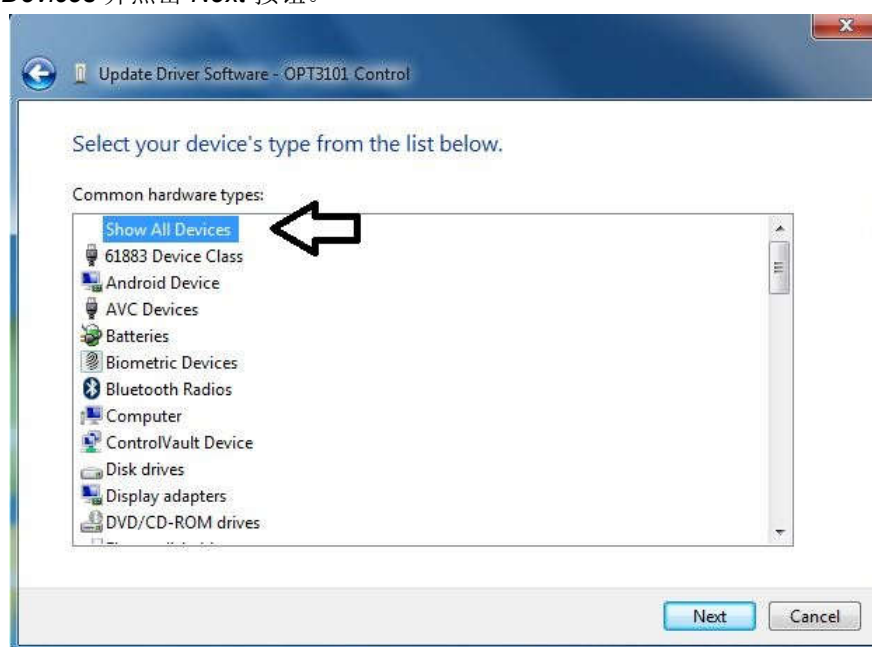 Devices 并点击 Next 按钮。
Update Driver Software - OPT3101 Control
Select your device's type from the list below.
Common hardware types:
Show All Devices
61883 Device Class
Android Device
AVC Devices
Batteries
Biometric Devices
Bluetooth Radios
Computer
ControlVault Device
Disk drives
Display adapters
DVD/CD-ROM drives
Next Cancel